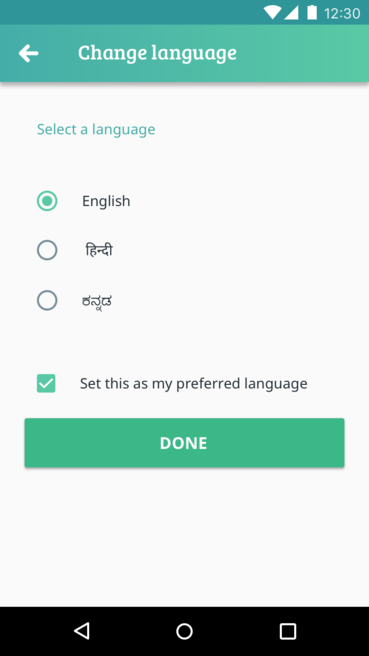 12:30
Change language
Select a language
English
हिन्दी
ಕನ್ನಡ
Set this as my preferred language
DONE